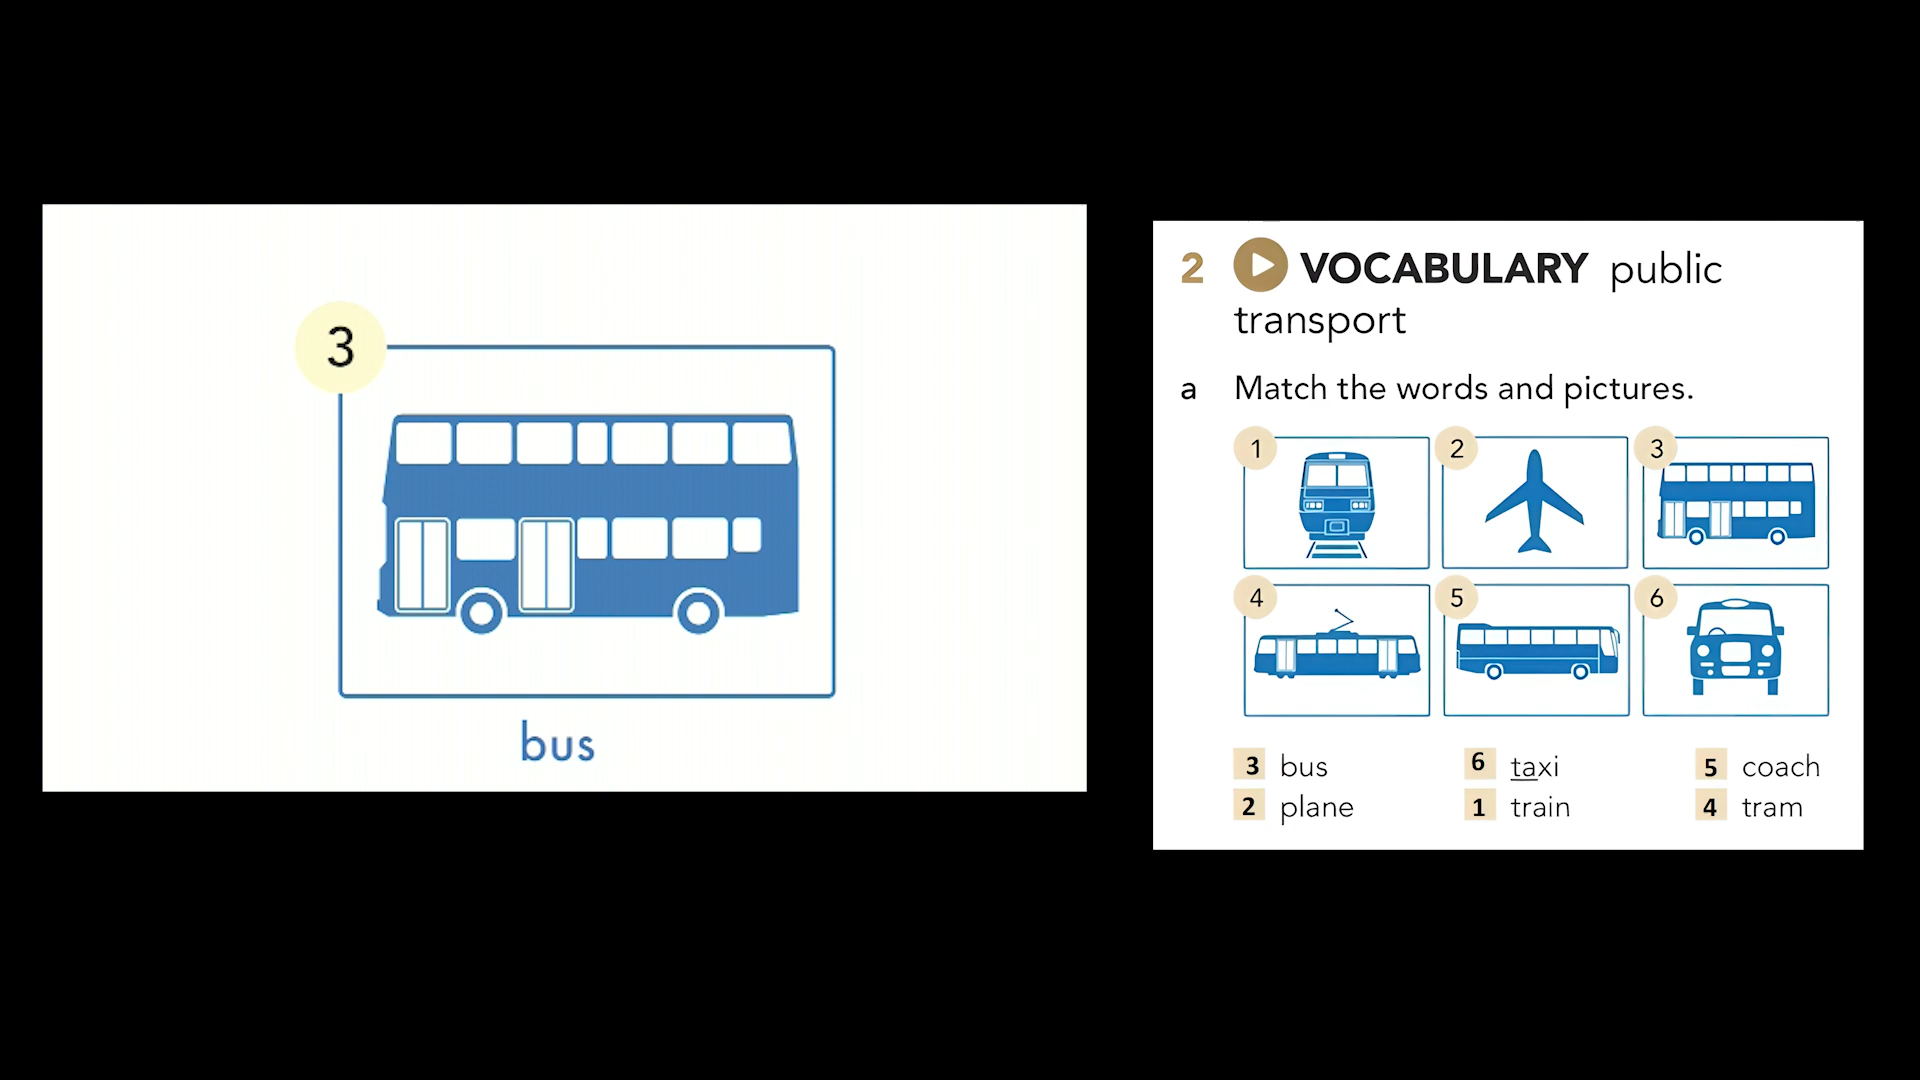 3
bus
2 VOCABULARY public
transport
a Match the words and pictures.
1 2 3
4 5 6
3 bus 6 taxi 5 coach
2 plane 1 train 4 tram